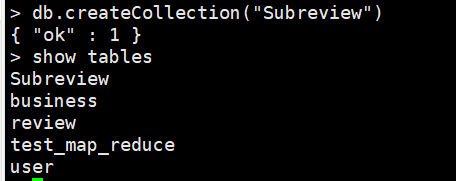 > db.createCollection("Subreview")
{ "ok" : 1 }
> show tables
Subreview
business
review
test_map_reduce
user